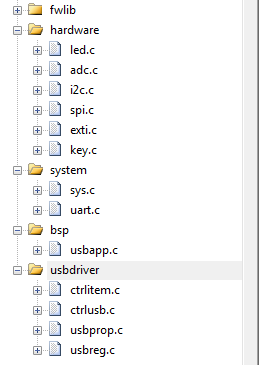 fwlib
hardware
led.c
adc.c
i2c.c
spi.c
exti.c
key.c
system
sys.c
uart.c
bsp
usbapp.c
usbdriver
ctrlitem.c
ctrlusb.c
usbprop.c
usbreg.c